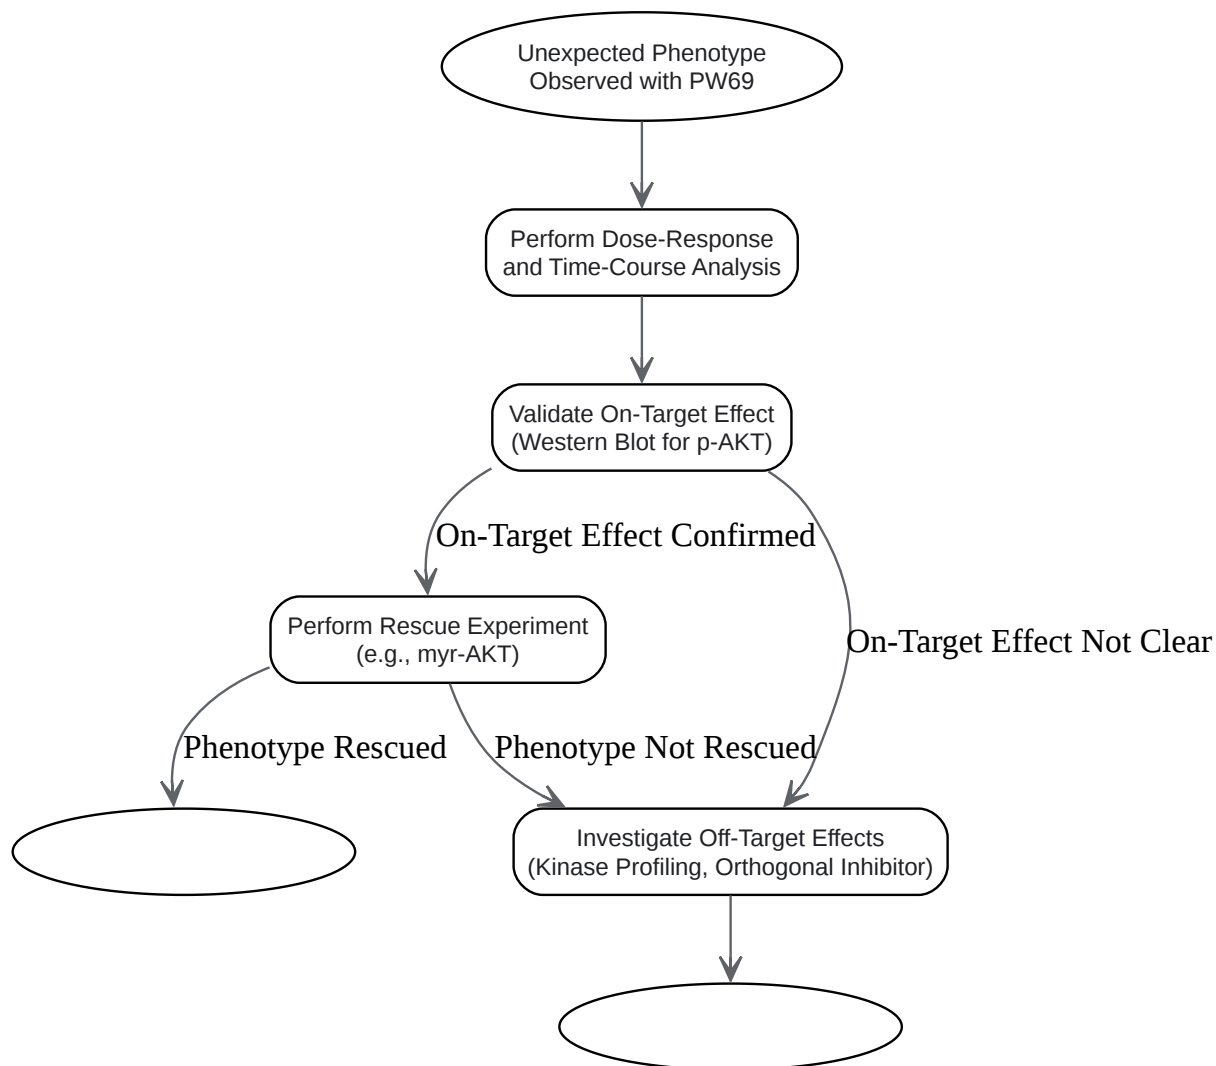 Unexpected Phenotype
Observed with PW69
Perform Dose-Response
and Time-Course Analysis
Validate On-Target Effect
(Western Blot for p-AKT)
On-Target Effect Confirmed
Perform Rescue Experiment
(e.g., myr-AKT)
On-Target Effect Not Clear
Phenotype Rescued
Phenotype Not Rescued
Investigate Off-Target Effects
(Kinase Profiling, Orthogonal Inhibitor)